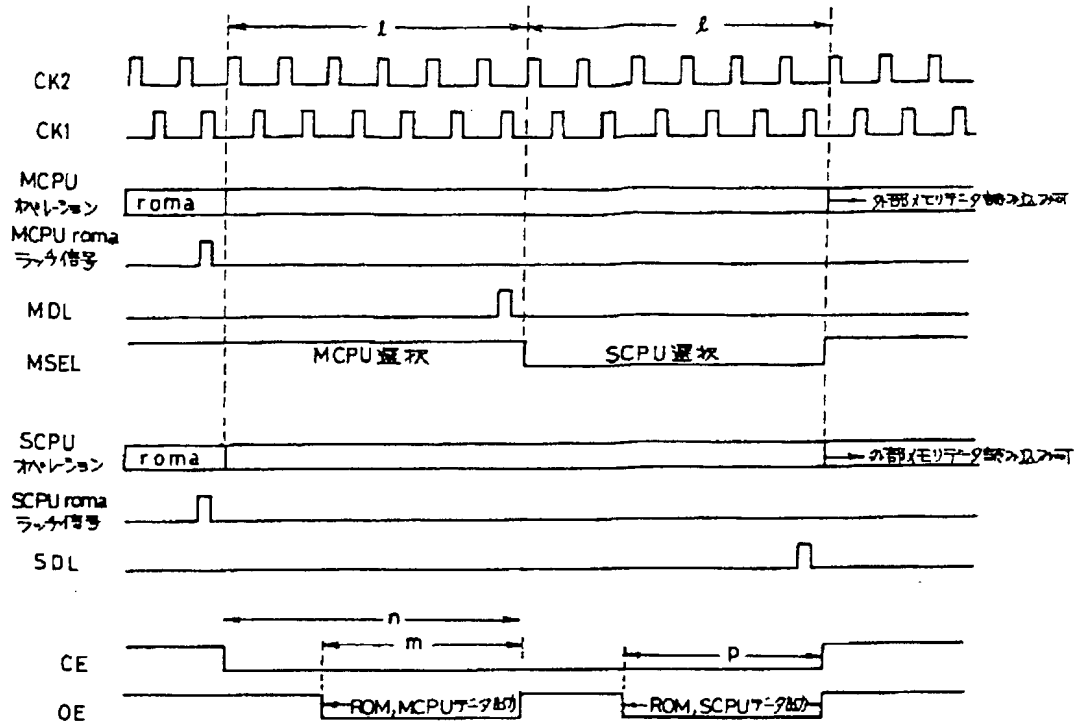 l l
CK2
CK1
MCPU
オペレーション
roma
外部メモリデータ読み込み可
MCPU roma
ラッチ信号
MDL
MSEL
MCPU選択 SCPU選択
SCPU
オペレーション
roma
外部メモリデータ読み込み可
SCPU roma
ラッチ信号
SDL
n
m p
CE
OE
ROM,MCPUデータ出力 ROM,SCPUデータ出力